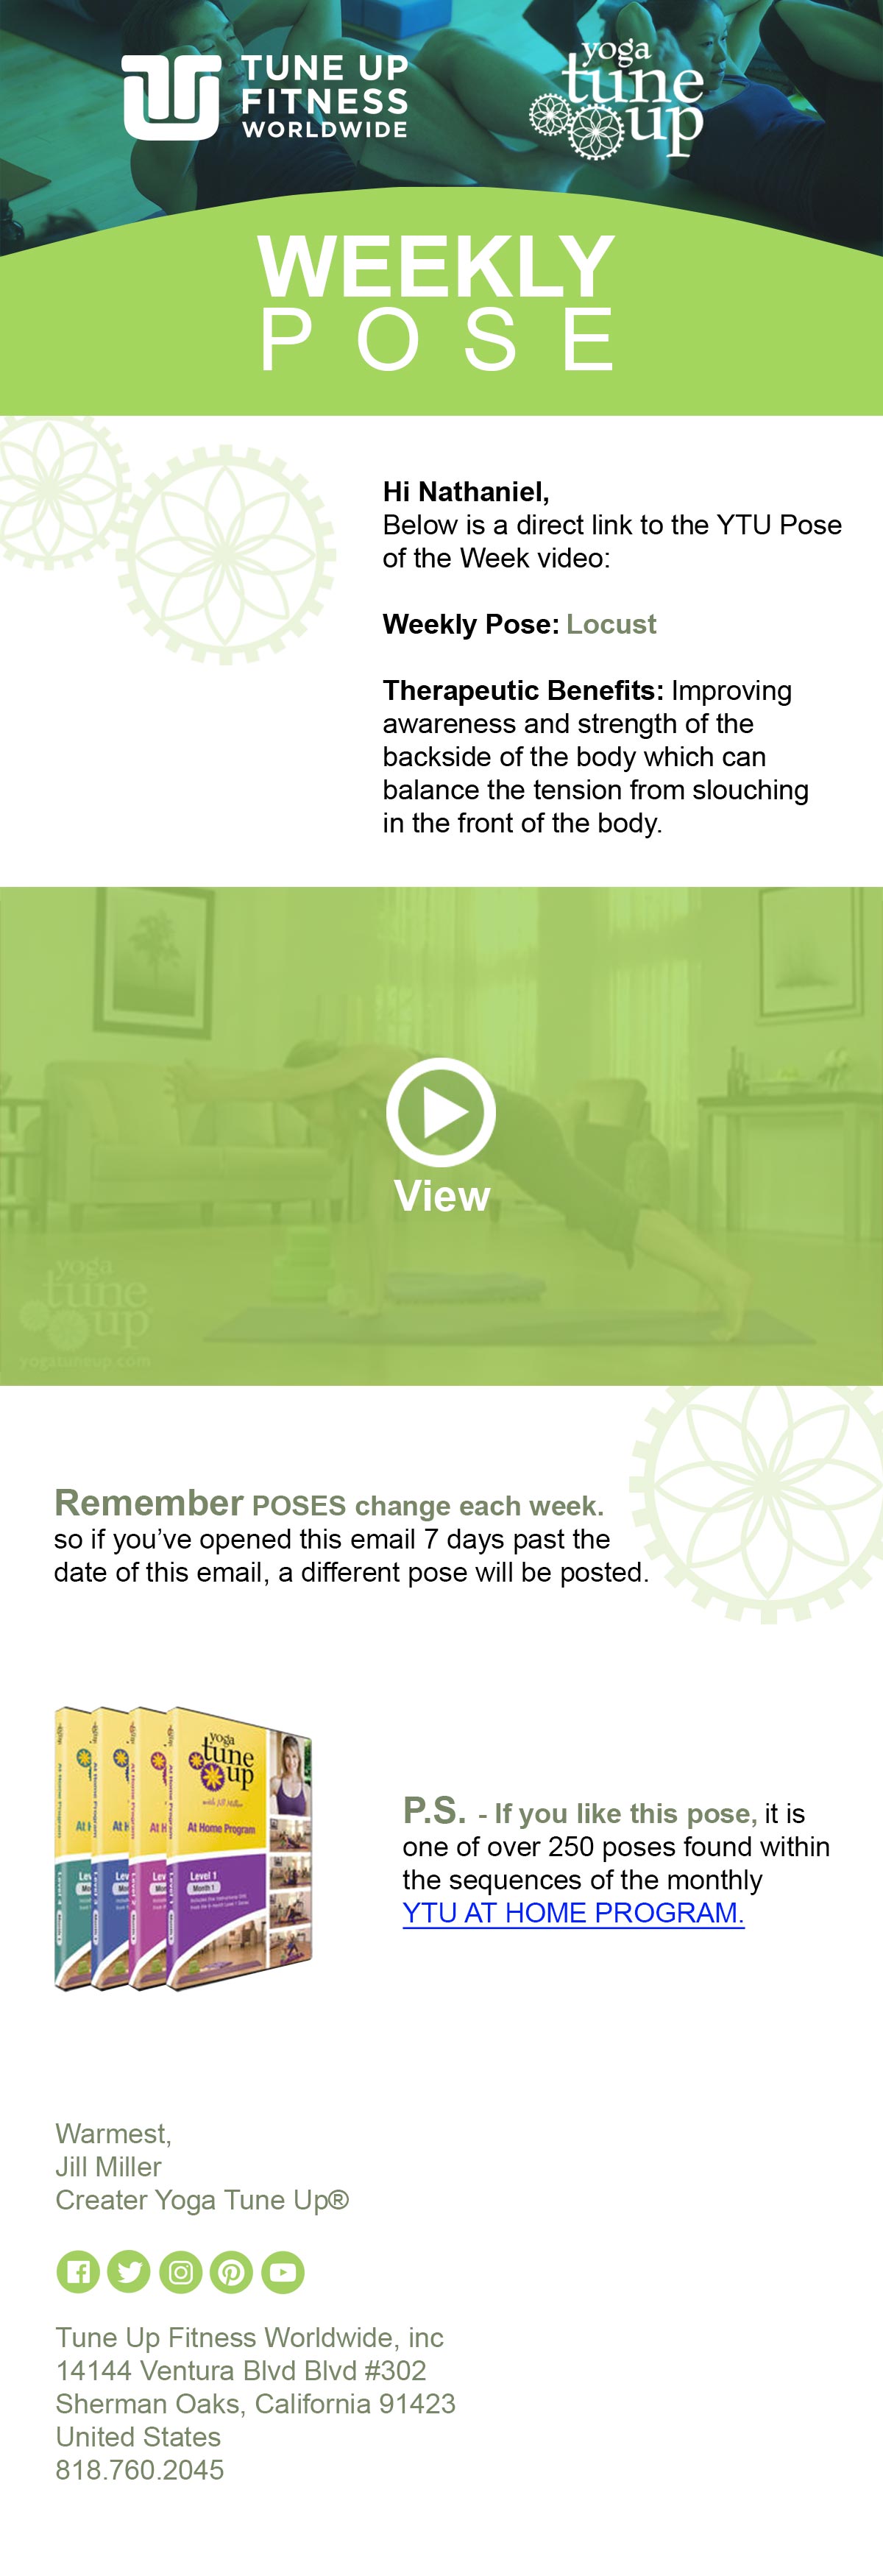 TUNE UP
FITNESS
WORLDWIDE
yoga
tune
up
WEEKLY
POSE
Hi Nathaniel,
Below is a direct link to the YTU Pose
of the Week video:
Weekly Pose: Locust
Therapeutic Benefits: Improving
awareness and strength of the
backside of the body which can
balance the tension from slouching
in the front of the body.
View
yoga
tune
up
yogatuneup.com
Remember POSES change each week.
so if you’ve opened this email 7 days past the
date of this email, a different pose will be posted.
yoga
tune
up
with Jill Miller
At Home Program
Level 1
Month 1
P.S. - If you like this pose, it is
one of over 250 poses found within
the sequences of the monthly
YTU AT HOME PROGRAM.
Warmest,
Jill Miller
Creater Yoga Tune Up®
Tune Up Fitness Worldwide, inc
14144 Ventura Blvd Blvd #302
Sherman Oaks, California 91423
United States
818.760.2045